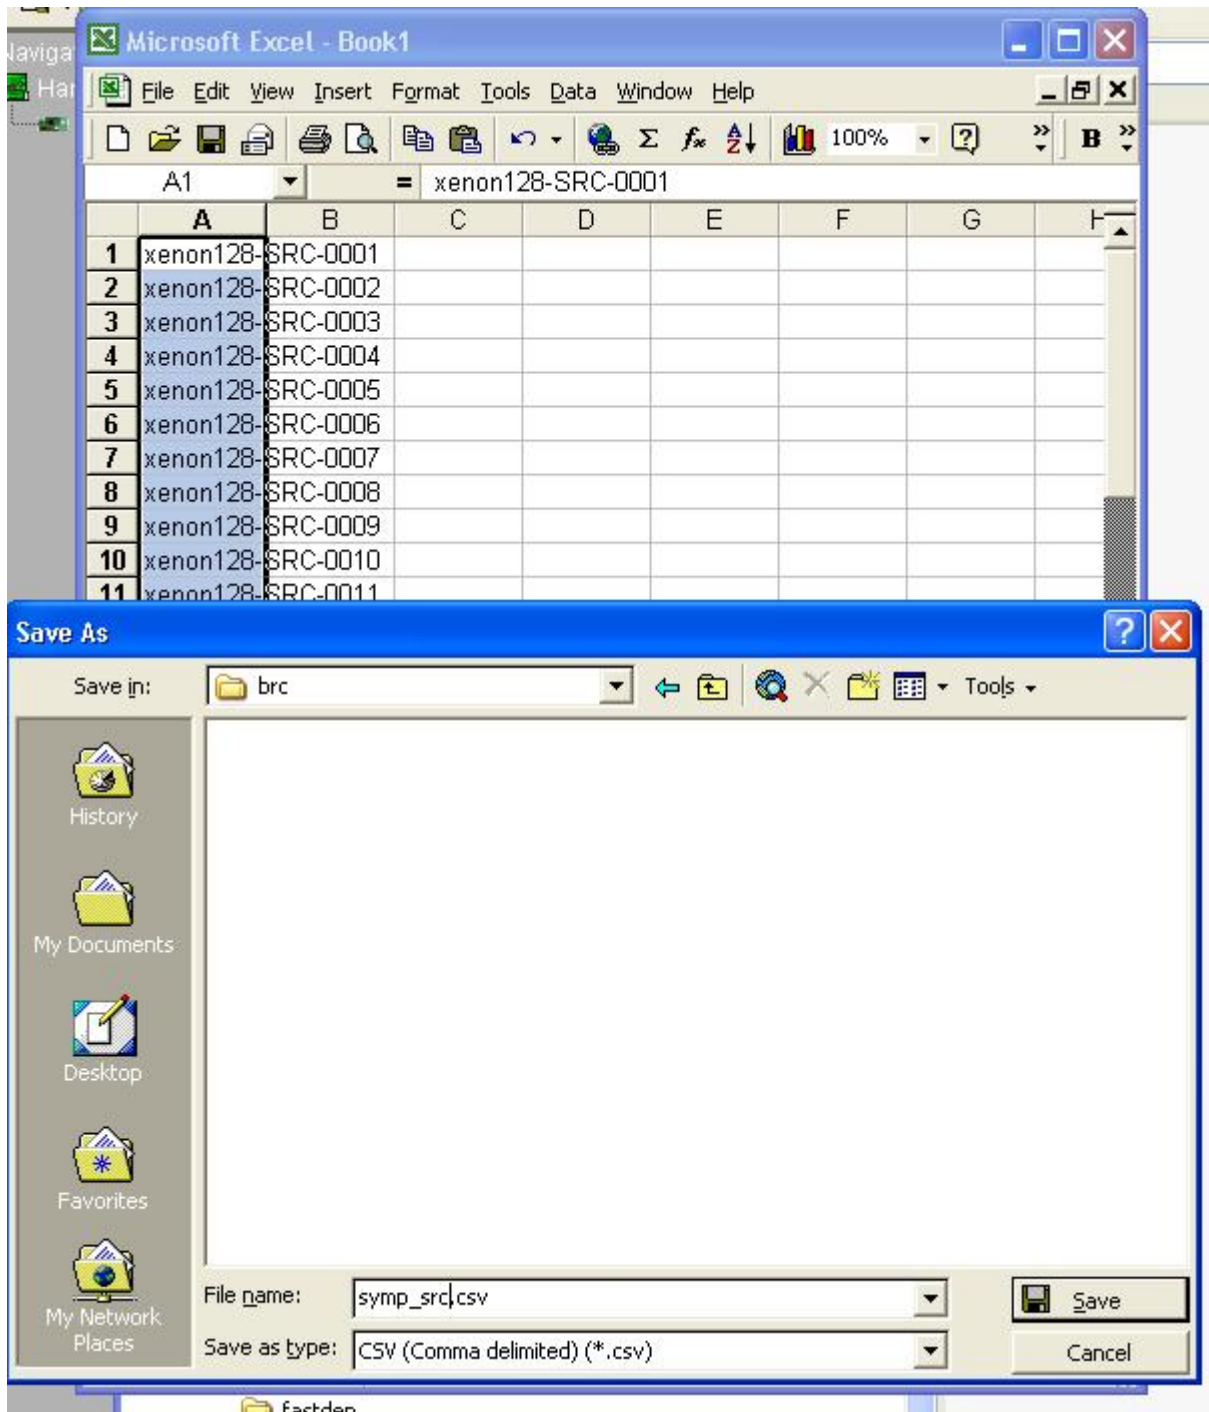 Naviga
Har
Microsoft Excel - Book1
File Edit View Insert Format Tools Data Window Help
100%
B
A1 = xenon128-SRC-0001
A B C D E F G H
1 xenon128-SRC-0001
2 xenon128-SRC-0002
3 xenon128-SRC-0003
4 xenon128-SRC-0004
5 xenon128-SRC-0005
6 xenon128-SRC-0006
7 xenon128-SRC-0007
8 xenon128-SRC-0008
9 xenon128-SRC-0009
10 xenon128-SRC-0010
11 xenon128-SRC-0011
Save As
Save in: brc Tools
History
My Documents
Desktop
Favorites
My Network
Places
File name: symp_src.csv Save
Save as type: CSV (Comma delimited) (*.csv) Cancel
fastdep